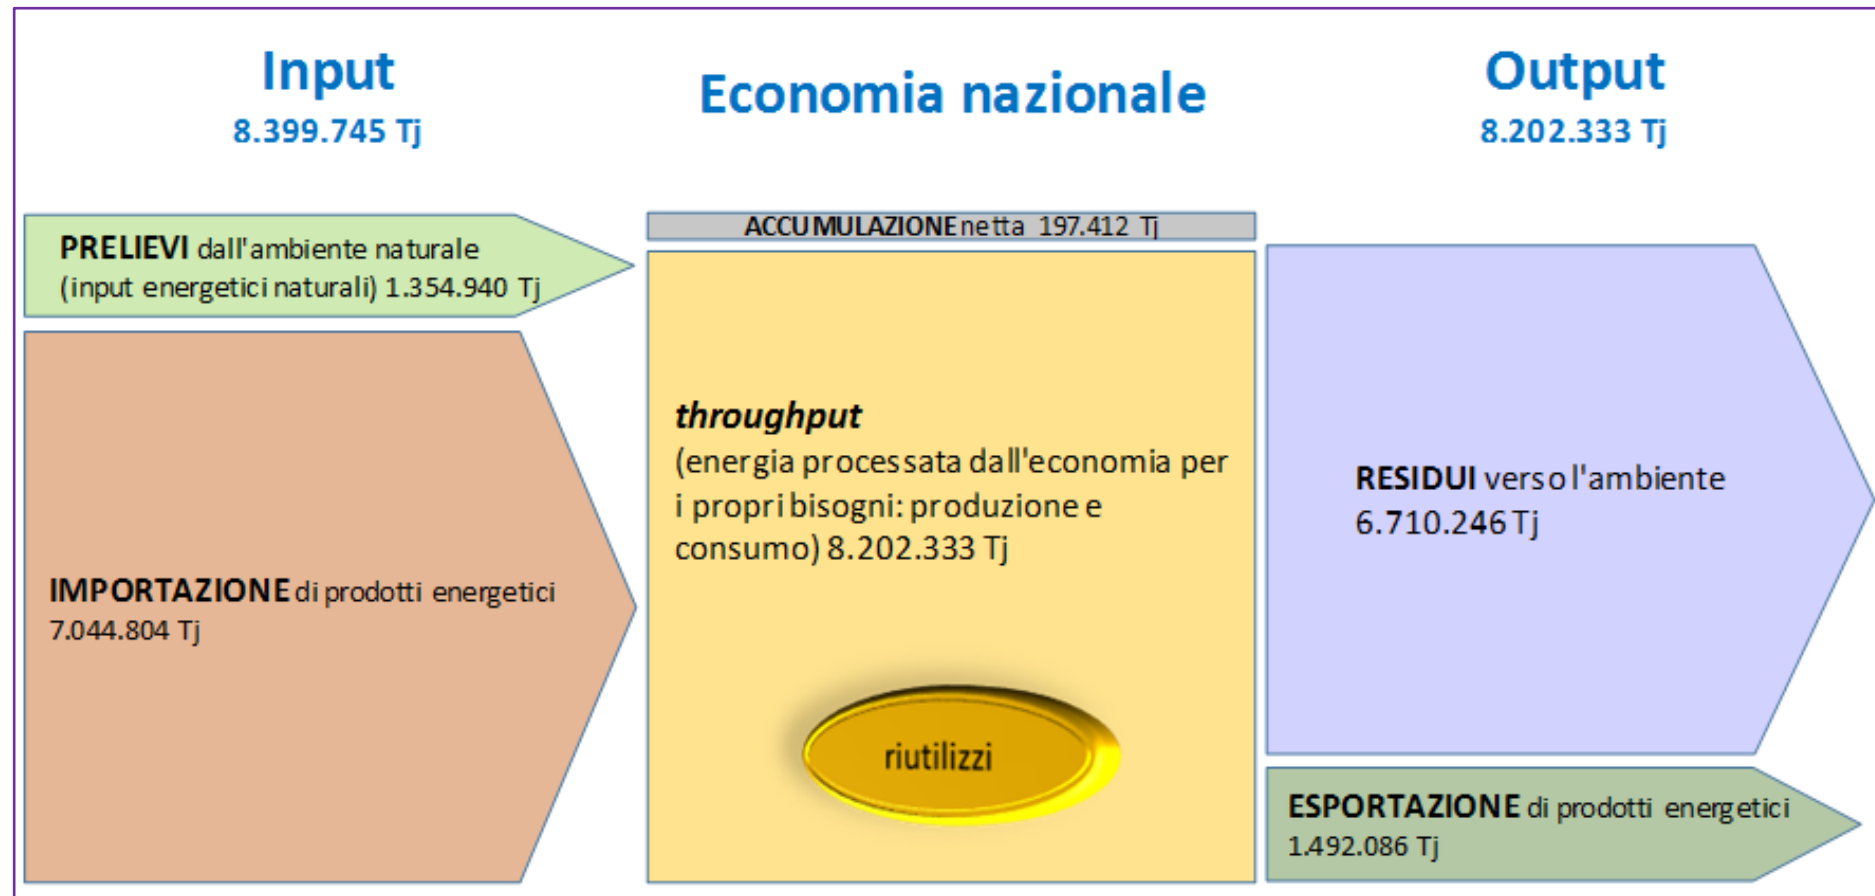 Input
8.399.745 Tj
Economia nazionale
Output
8.202.333 Tj
PRELIEVI dall'ambiente naturale
(input energetici naturali) 1.354.940 Tj
IMPORTAZIONE di prodotti energetici
7.044.804 Tj
ACCUMULAZIONE netta 197.412 Tj
throughput
(energia processata dall'economia per
i propri bisogni: produzione e
consumo) 8.202.333 Tj
riutilizzi
RESIDUI verso l'ambiente
6.710.246 Tj
ESPORTAZIONE di prodotti energetici
1.492.086 Tj